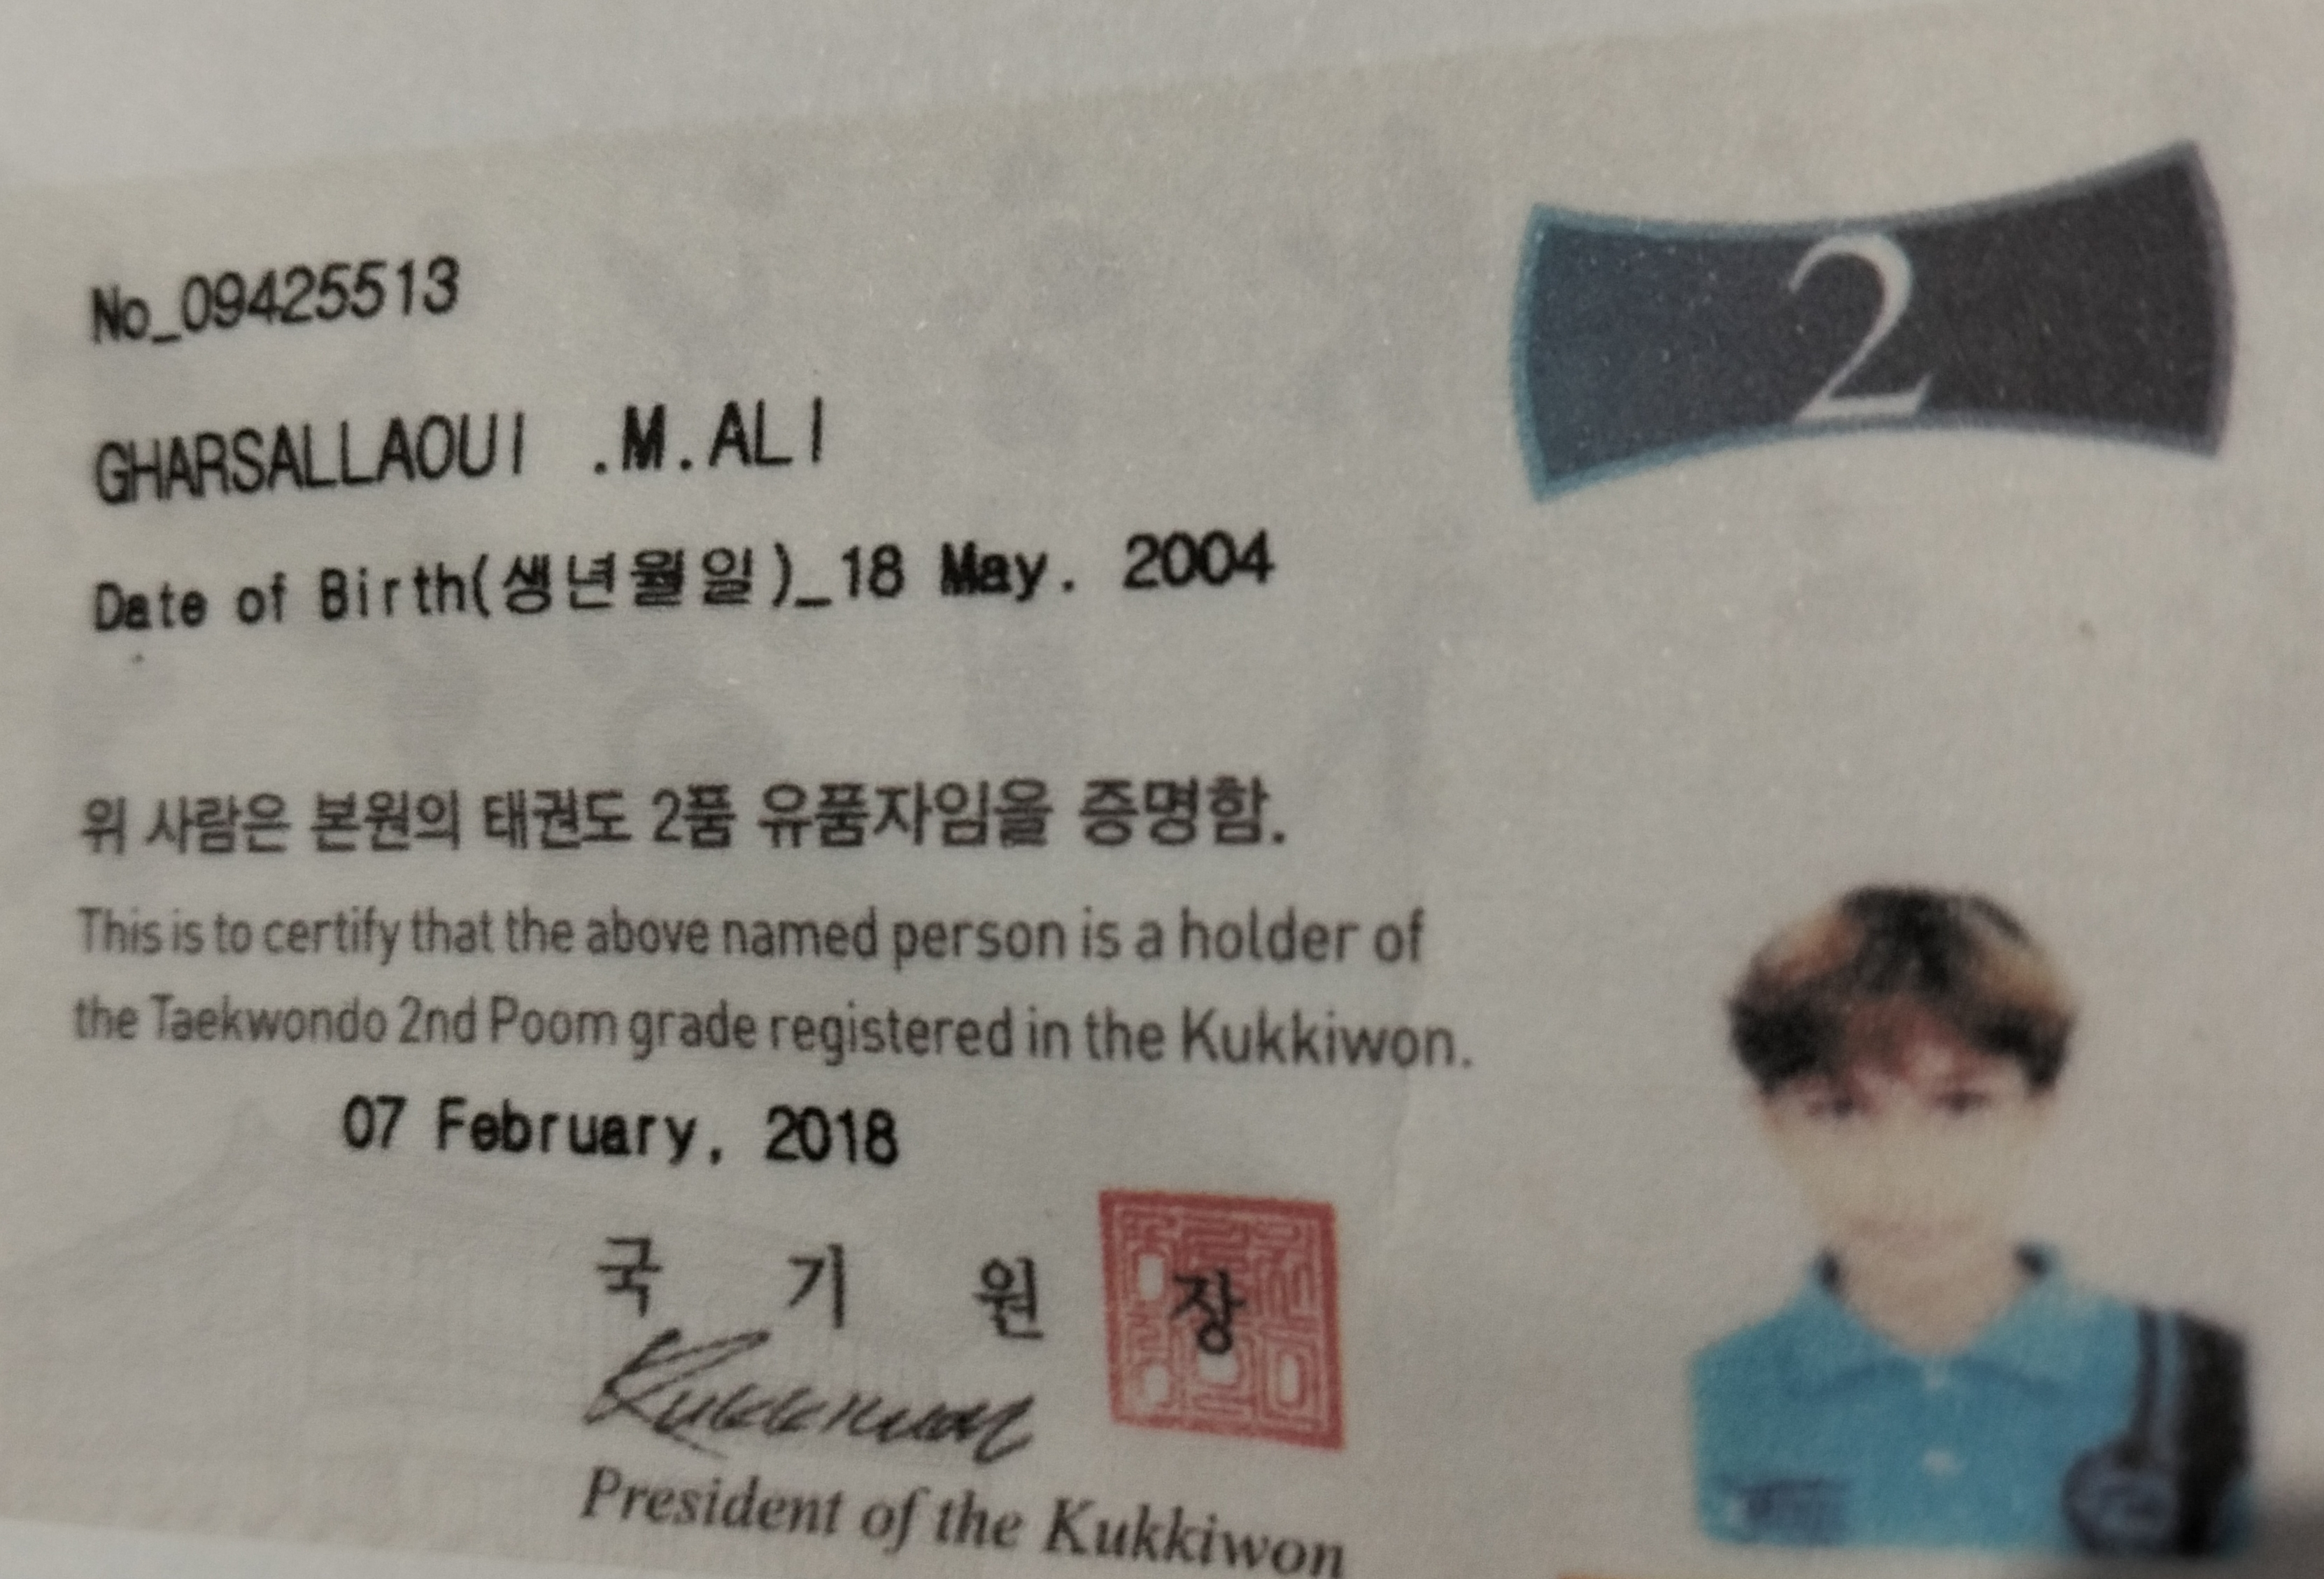 2
No_09425513
GHARSALLAOUI .M.ALI
Date of Birth(생년월일)_18 May. 2004
위 사람은 본원의 태권도 2품 유품자임을 증명함.
This is to certify that the above named person is a holder of
the Taekwondo 2nd Poom grade registered in the Kukkiwon.
07 February, 2018
국 기 원 장
Kukkiwon
President of the Kukkiwon